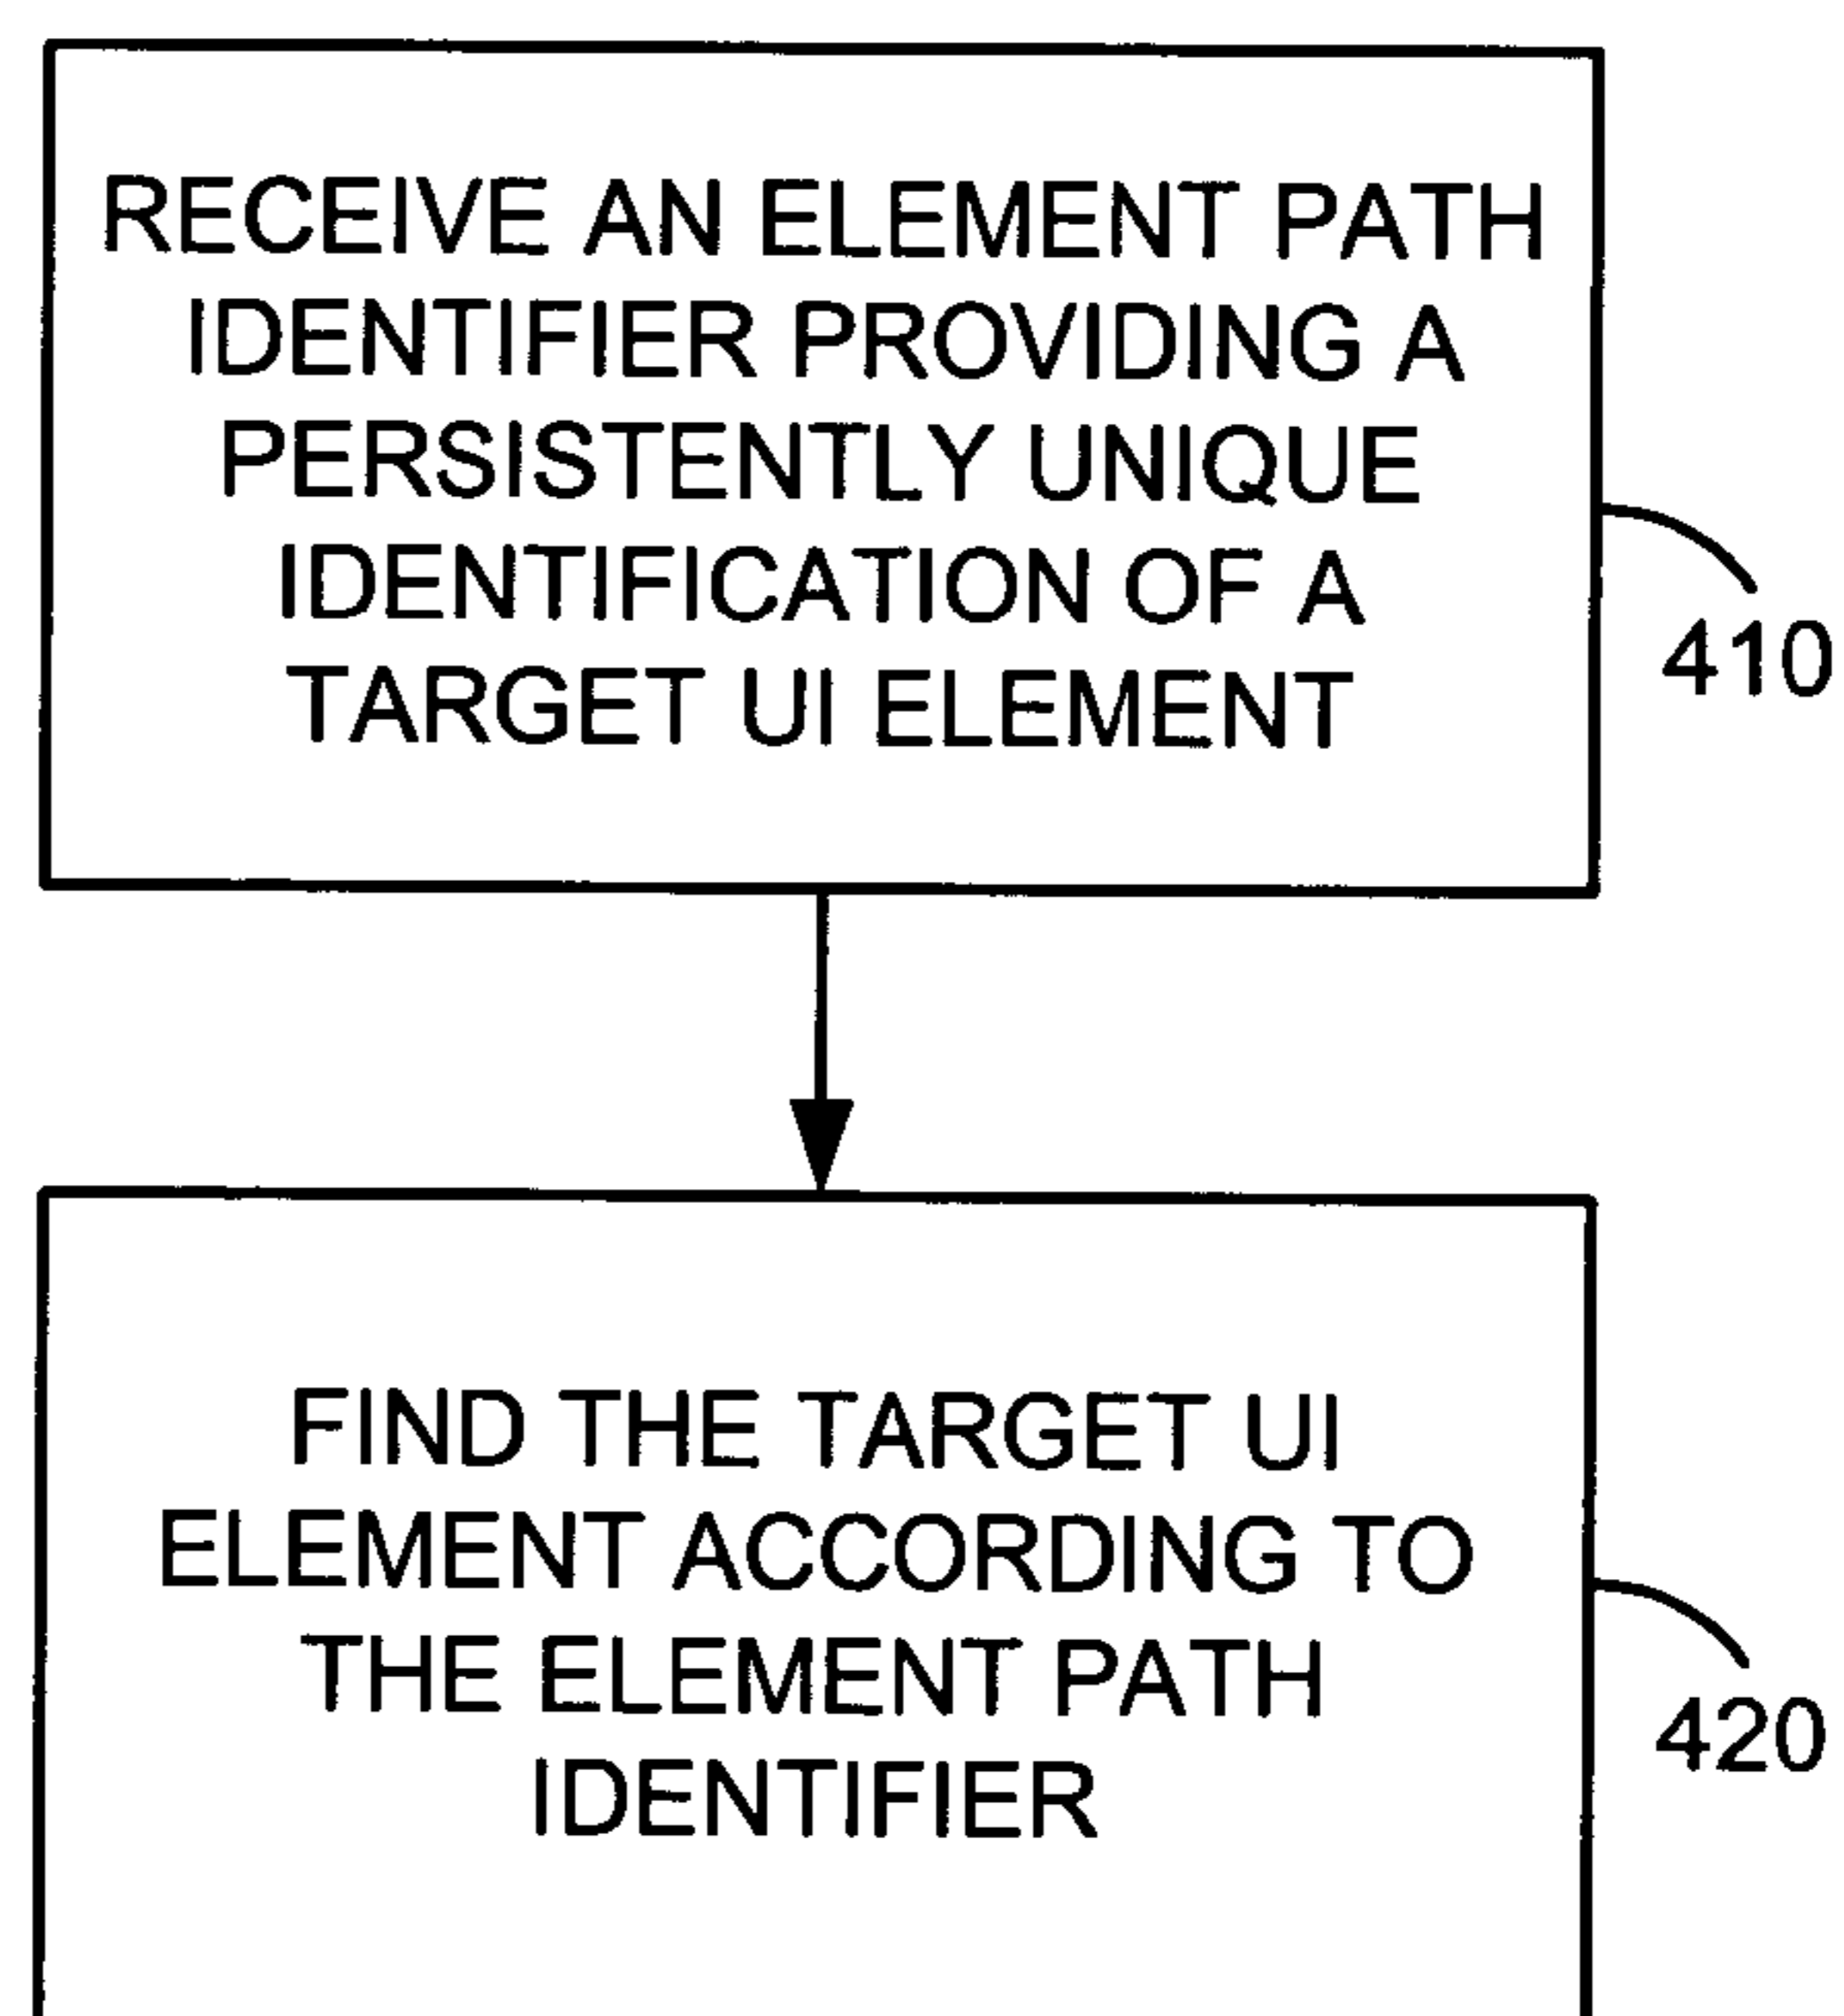 RECEIVE AN ELEMENT PATH
IDENTIFIER PROVIDING A
PERSISTENTLY UNIQUE
IDENTIFICATION OF A
TARGET UI ELEMENT
410
FIND THE TARGET UI
ELEMENT ACCORDING TO
THE ELEMENT PATH
IDENTIFIER
420